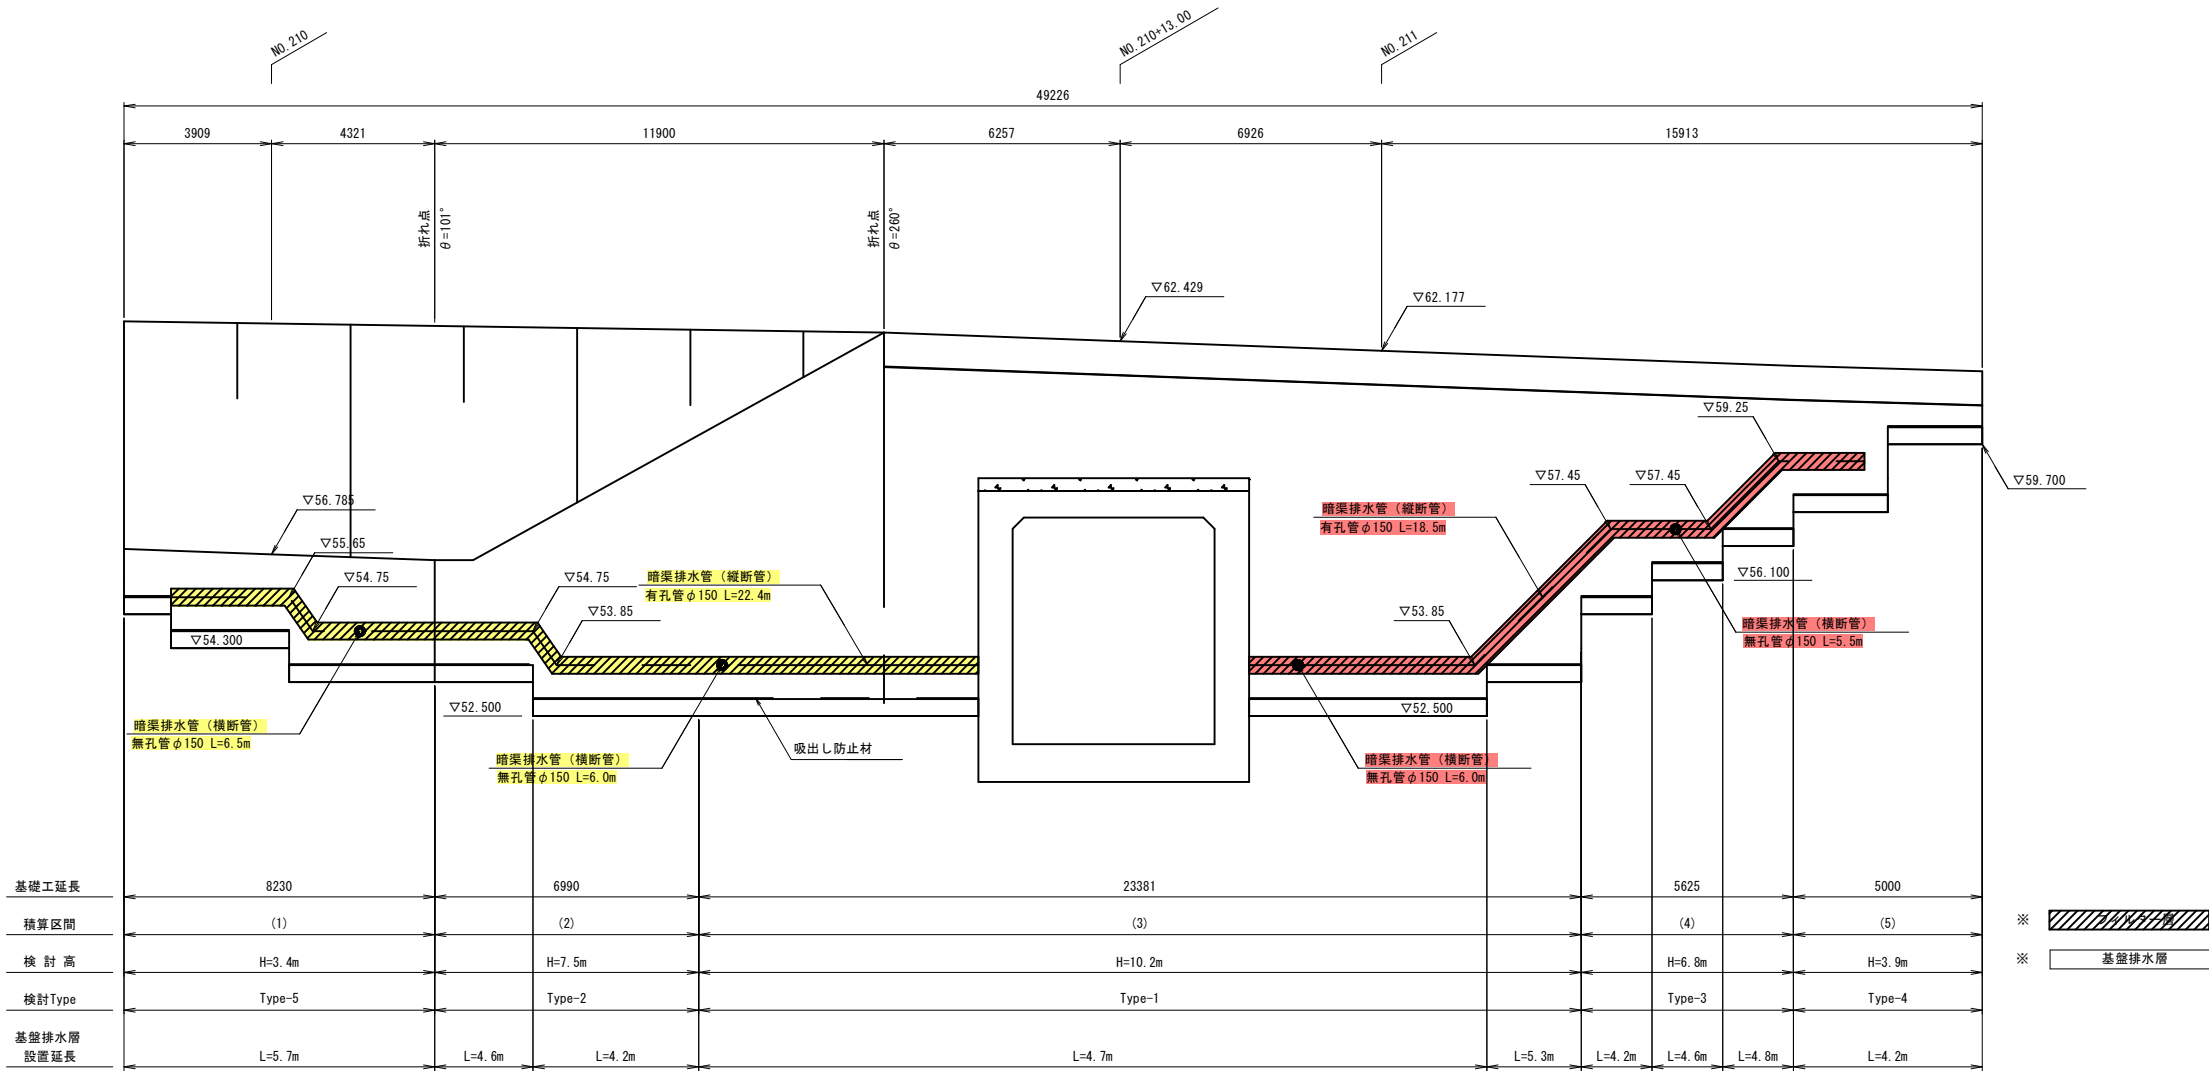 NO.210
NO.210+13.00
NO.211
49226
3909
4321
11900
6257
6926
15913
折れ点
θ=101°
折れ点
θ=260°
▽62.429
▽62.177
▽59.25
▽56.785
▽57.45
▽57.45
▽59.700
暗渠排水管（縦断管）
有孔管φ150 L=18.5m
▽55.65
▽54.75
▽54.75
暗渠排水管（縦断管）
有孔管φ150 L=22.4m
▽56.100
▽53.85
▽53.85
暗渠排水管（横断管）
無孔管φ150 L=5.5m
▽54.300
▽52.500
▽52.500
暗渠排水管（横断管）
無孔管φ150 L=6.5m
吸出し防止材
暗渠排水管（横断管）
無孔管φ150 L=6.0m
暗渠排水管（横断管）
無孔管φ150 L=6.0m
基礎工延長 8230 6990 23381 5625 5000
積算区間 (1) (2) (3) (4) (5)
※ フィルター層
検討高 H=3.4m H=7.5m H=10.2m H=6.8m H=3.9m
※ 基盤排水層
検討Type Type-5 Type-2 Type-1 Type-3 Type-4
基盤排水層
設置延長 L=5.7m L=4.6m L=4.2m L=4.7m L=5.3m L=4.2m L=4.6m L=4.8m L=4.2m